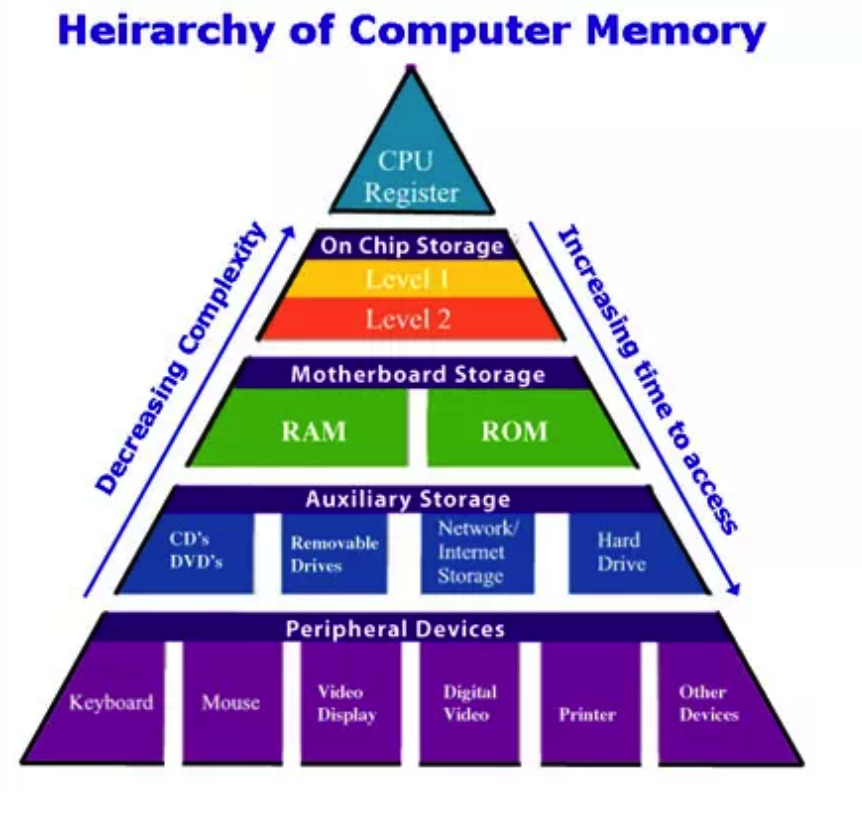 Heirarchy of Computer Memory
CPU
Register
Decreasing Complexity
Increasing time to access
On Chip Storage
Level 1
Level 2
Motherboard Storage
RAM
ROM
Auxiliary Storage
CD's
DVD's
Removable
Drives
Network/
Internet
Storage
Hard
Drive
Peripheral Devices
Keyboard
Mouse
Video
Display
Digital
Video
Printer
Other
Devices